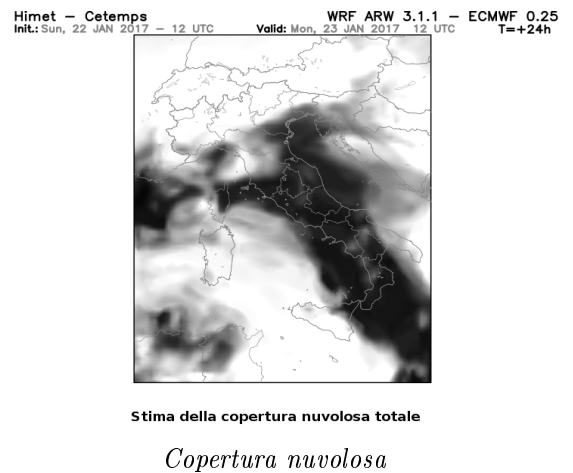 Himet – Cetemps WRF ARW 3.1.1 – ECMWF 0.25
Init.: Sun, 22 JAN 2017 – 12 UTC Valid: Mon, 23 JAN 2017 12 UTC T=+24h
Stima della copertura nuvolosa totale
Copertura nuvolosa